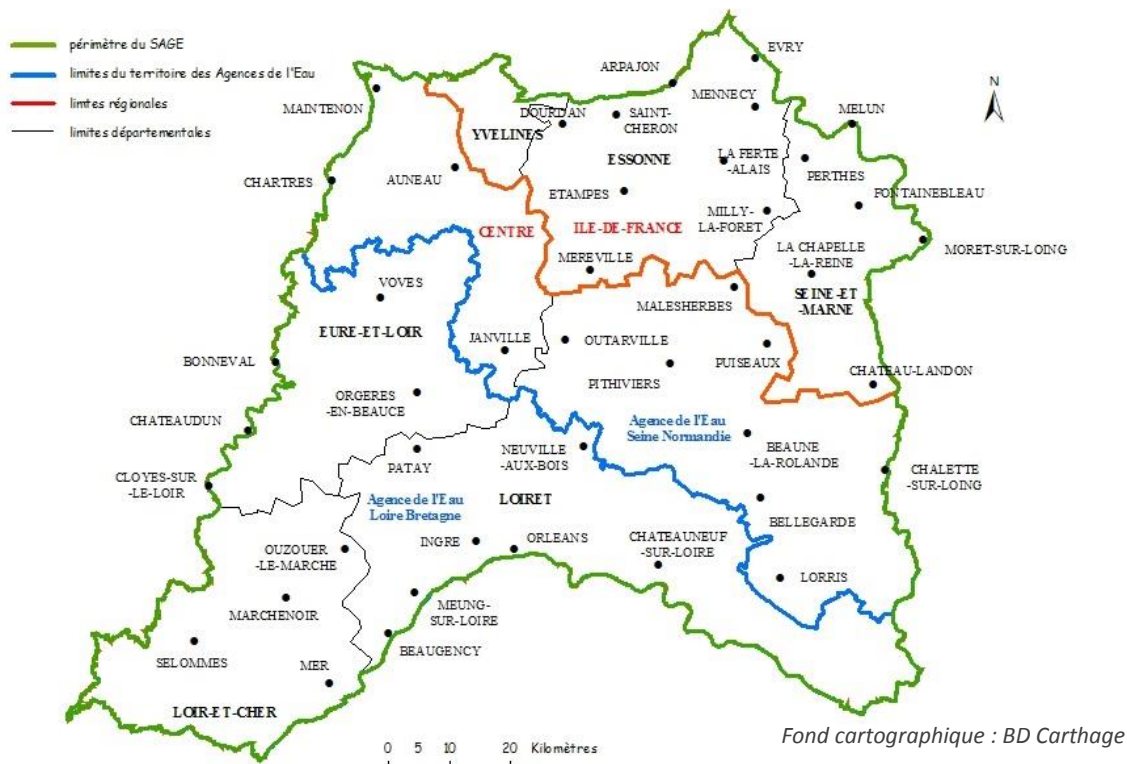 périmètre du SAGE
limites du territoire des Agences de l'Eau
limtes régionales
limites départementales
EVRY
ARPAJON
MENNECY
N
MAINTENON
DOURDAN
SAINT-
CHERON
MELUN
YVELINES
ESSONNE
LA FERTE
-ALAIS
PERTHES
CHARTRES
AUNEAU
ETAMPES
FONTAINEBLEAU
MILLY-
LA-FORET
CENTRE
ILE-DE-FRANCE
MORET-SUR-LOING
LA CHAPELLE
-LA-REINE
MEREVILLE
VOVES
MALESHERBES
SEINE-ET
-MARNE
EURE-ET-LOIR
JANVILLE
OUTARVILLE
BONNEVAL
PUISEAUX
PITHIVIERS
CHATEAU-LANDON
ORGERES
-EN-BEAUCE
CHATEAUDUN
Agence de l'Eau
Seine Normandie
BEAUNE
-LA-ROLANDE
NEUVILLE
-AUX-BOIS
PATAY
CLOYES-SUR
-LE-LOIR
CHALETTE
-SUR-LOING
Agence de l'Eau
Loire Bretagne
LOIRET
BELLEGARDE
INGRE
ORLEANS
CHATEAUNEUF
-SUR-LOIRE
OUZOUER
-LE-MARCHE
LORRIS
MARCHENOIR
MEUNG-
SUR-LOIRE
SELOMMES
BEAUGENCY
MER
LOIR-ET-CHER
0 5 10 20 Kilomètres
Fond cartographique : BD Carthage